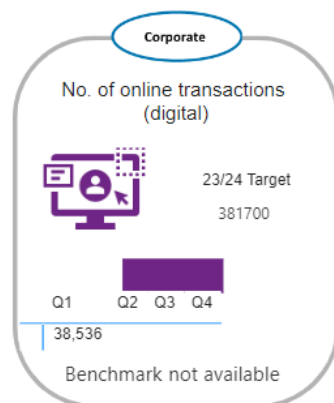 Corporate
No. of online transactions
(digital)
23/24 Target
381700
Q1 Q2 Q3 Q4
38,536
Benchmark not available